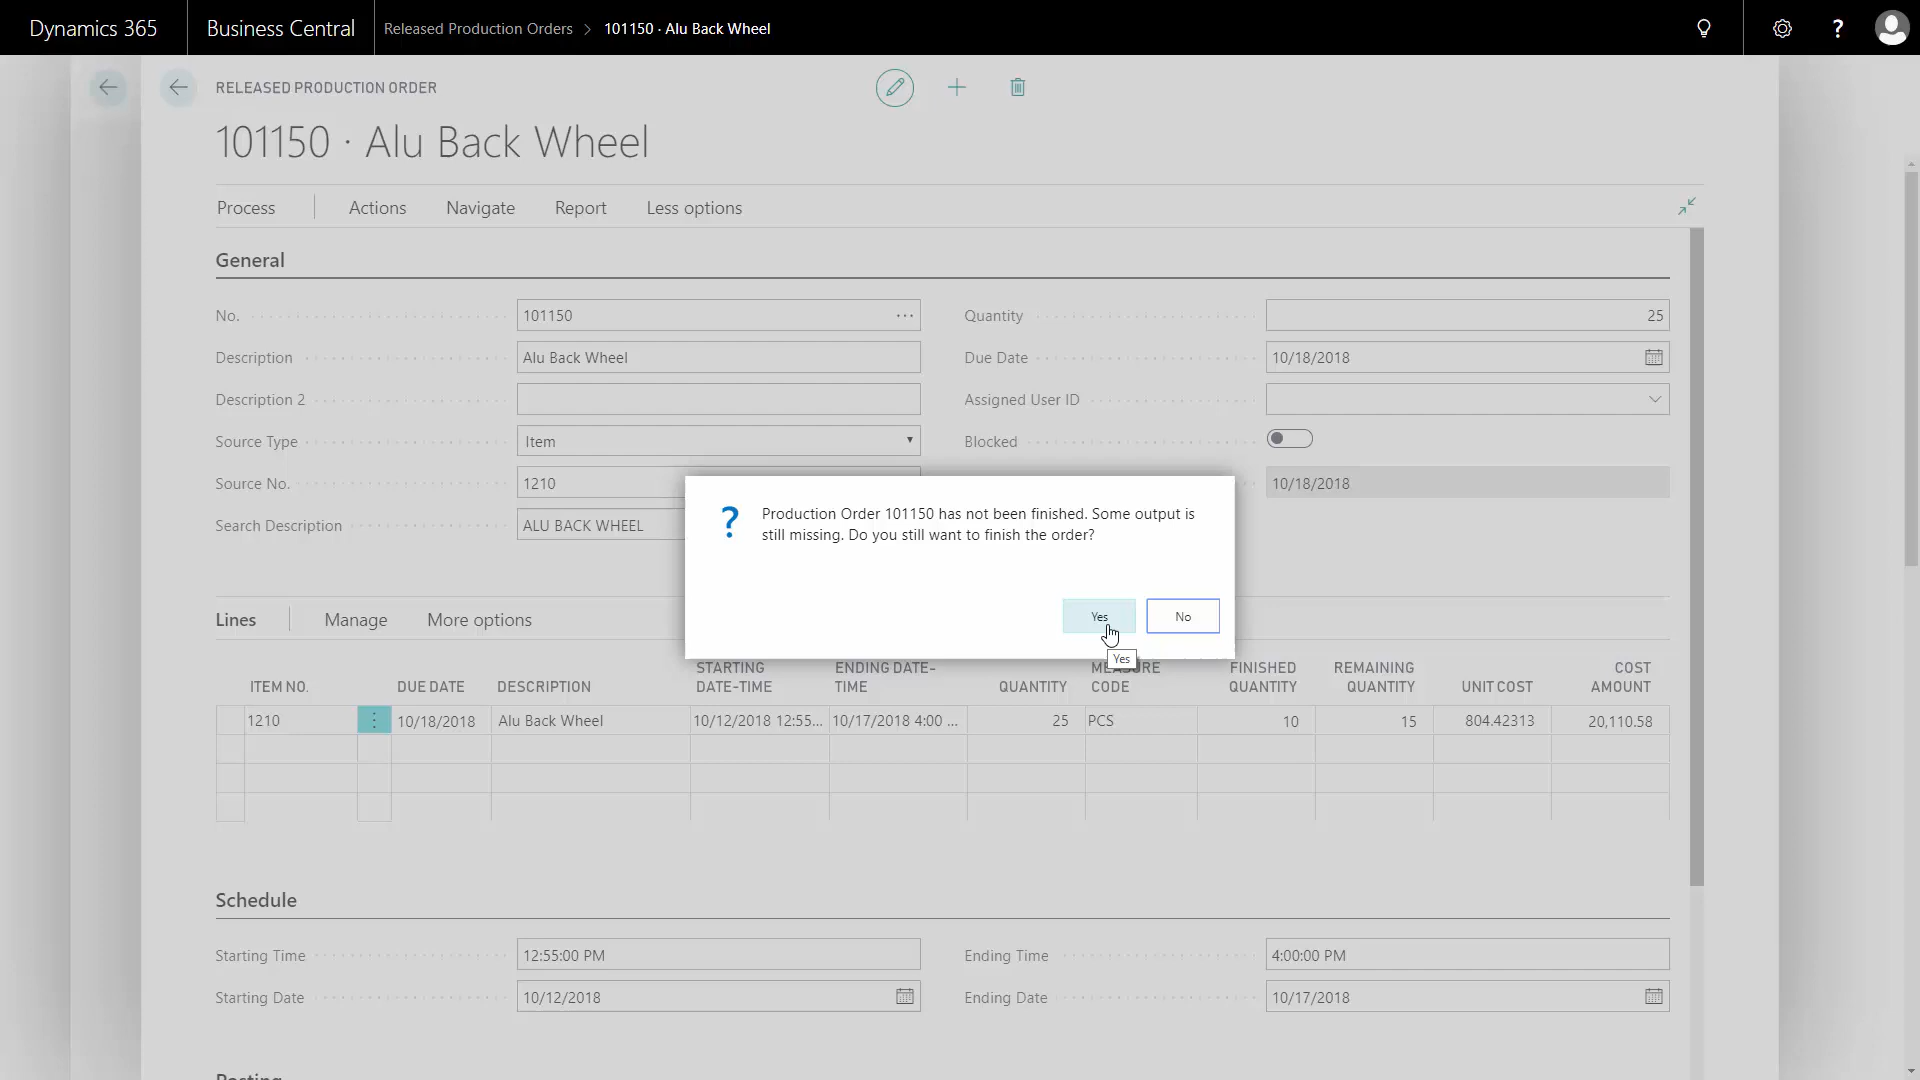 Dynamics 365 Business Central Released Production Orders > 101150 · Alu Back Wheel ?
RELEASED PRODUCTION ORDER
101150 · Alu Back Wheel
Process Actions Navigate Report Less options
General
No. 101150 ... Quantity 25
Description Alu Back Wheel Due Date 10/18/2018
Description 2 Assigned User ID
Source Type Item Blocked
Source No. 1210 10/18/2018
Search Description ALU BACK WHEEL
? Production Order 101150 has not been finished. Some output is
still missing. Do you still want to finish the order?
Yes No
Yes
Lines Manage More options
ITEM NO. DUE DATE DESCRIPTION STARTING DATE-TIME ENDING DATE-TIME QUANTITY MEASURE CODE FINISHED QUANTITY REMAINING QUANTITY UNIT COST COST AMOUNT
1210 10/18/2018 Alu Back Wheel 10/12/2018 12:55... 10/17/2018 4:00 ... 25 PCS 10 15 804.42313 20,110.58
Schedule
Starting Time 12:55:00 PM Ending Time 4:00:00 PM
Starting Date 10/12/2018 Ending Date 10/17/2018